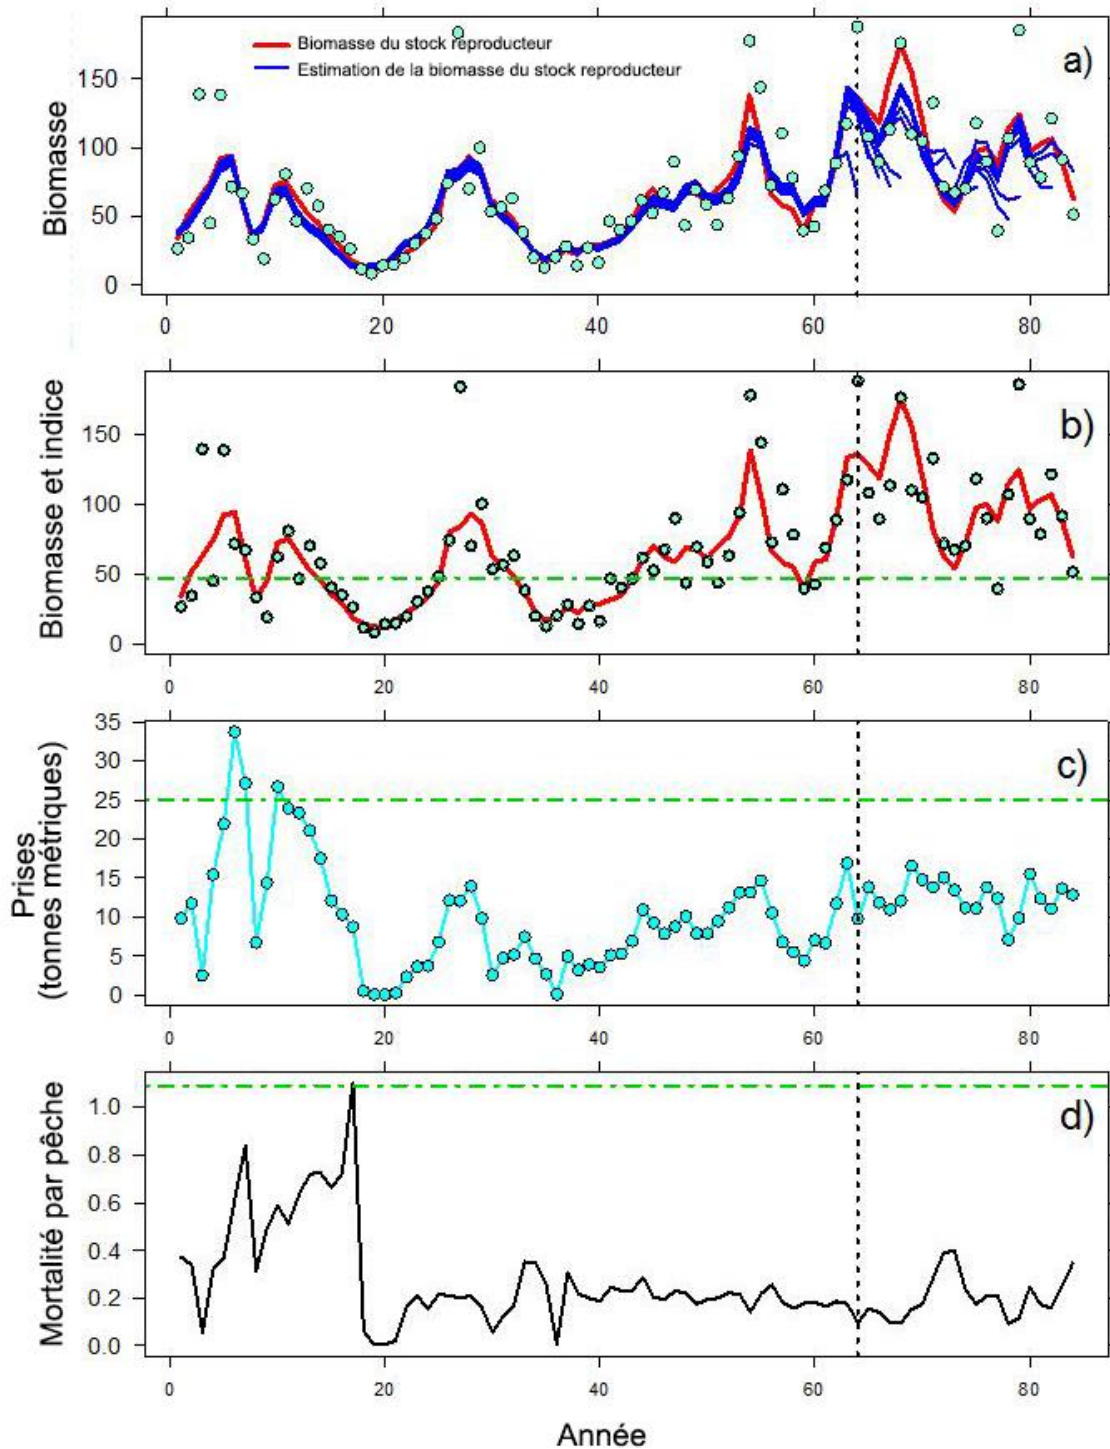 Biomasse du stock reproducteur
Estimation de la biomasse du stock reproducteur
a)
Biomasse
150
100
50
0
0 20 40 60 80
b)
Biomasse et indice
150
100
50
0
0 20 40 60 80
c)
Prises
(tonnes métriques)
35
30
25
20
15
10
5
0
0 20 40 60 80
d)
Mortalité par pêche
1.0
0.8
0.6
0.4
0.2
0.0
0 20 40 60 80
Année